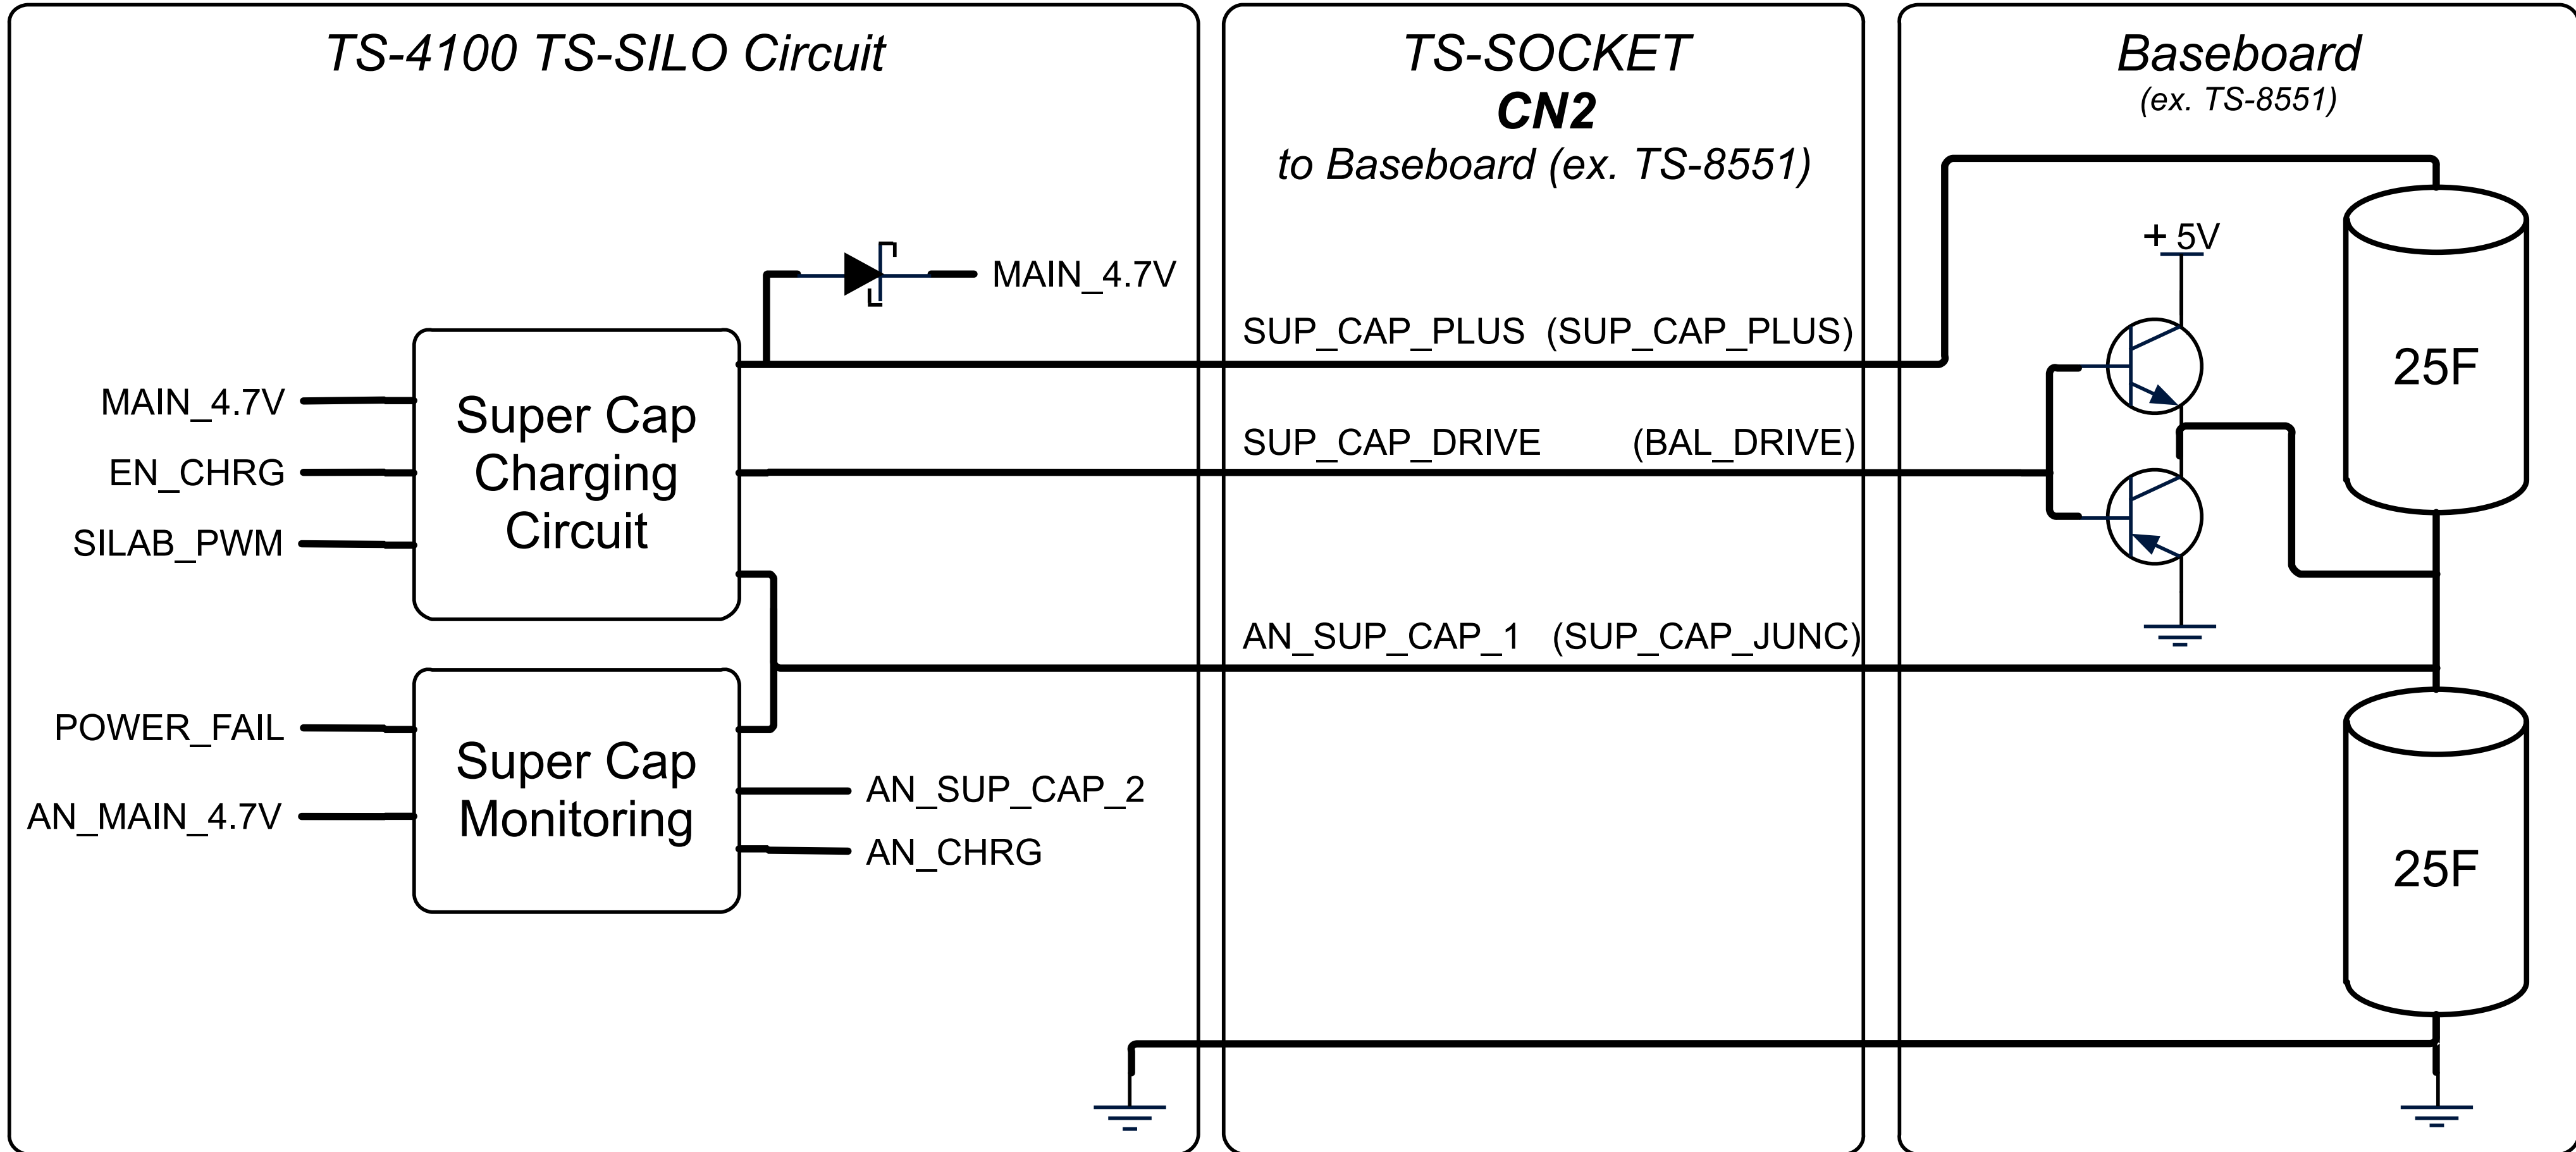 TS-4100 TS-SILO Circuit
MAIN_4.7V
MAIN_4.7V
EN_CHRG
SILAB_PWM
Super Cap
Charging
Circuit
POWER_FAIL
AN_MAIN_4.7V
Super Cap
Monitoring
AN_SUP_CAP_2
AN_CHRG
TS-SOCKET
CN2
to Baseboard (ex. TS-8551)
SUP_CAP_PLUS (SUP_CAP_PLUS)
SUP_CAP_DRIVE (BAL_DRIVE)
AN_SUP_CAP_1 (SUP_CAP_JUNC)
Baseboard
(ex. TS-8551)
+ 5V
25F
25F